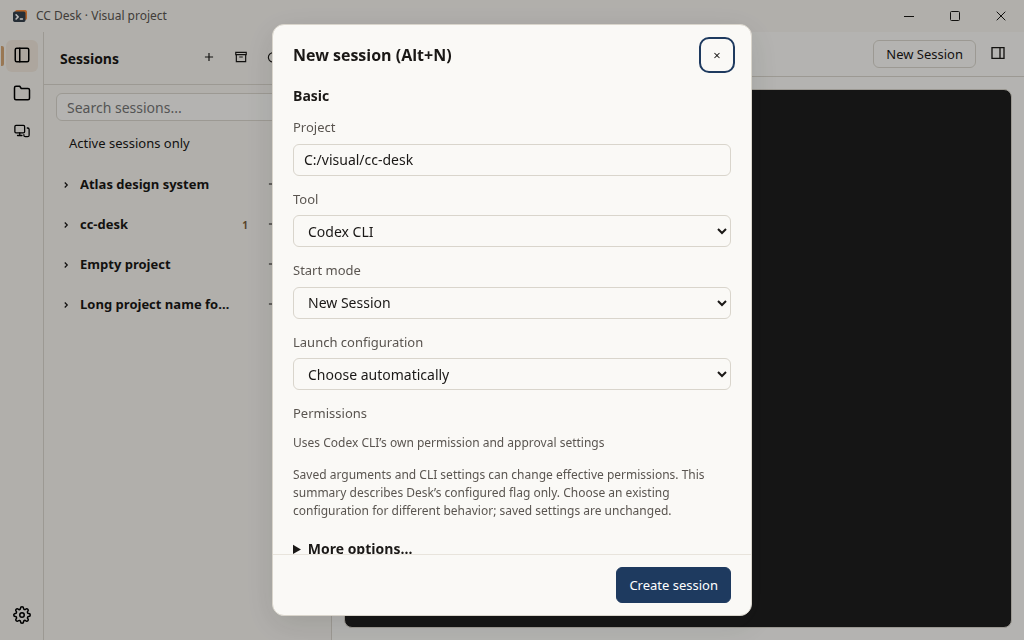 CC Desk · Visual project
Sessions
New Session
Search sessions...
Active sessions only
Atlas design system
cc-desk
1
Empty project
Long project name fo...
New session (Alt+N)
Basic
Project
C:/visual/cc-desk
Tool
Codex CLI
Start mode
New Session
Launch configuration
Choose automatically
Permissions
Uses Codex CLI’s own permission and approval settings
Saved arguments and CLI settings can change effective permissions. This
summary describes Desk’s configured flag only. Choose an existing
configuration for different behavior; saved settings are unchanged.
More options...
Create session